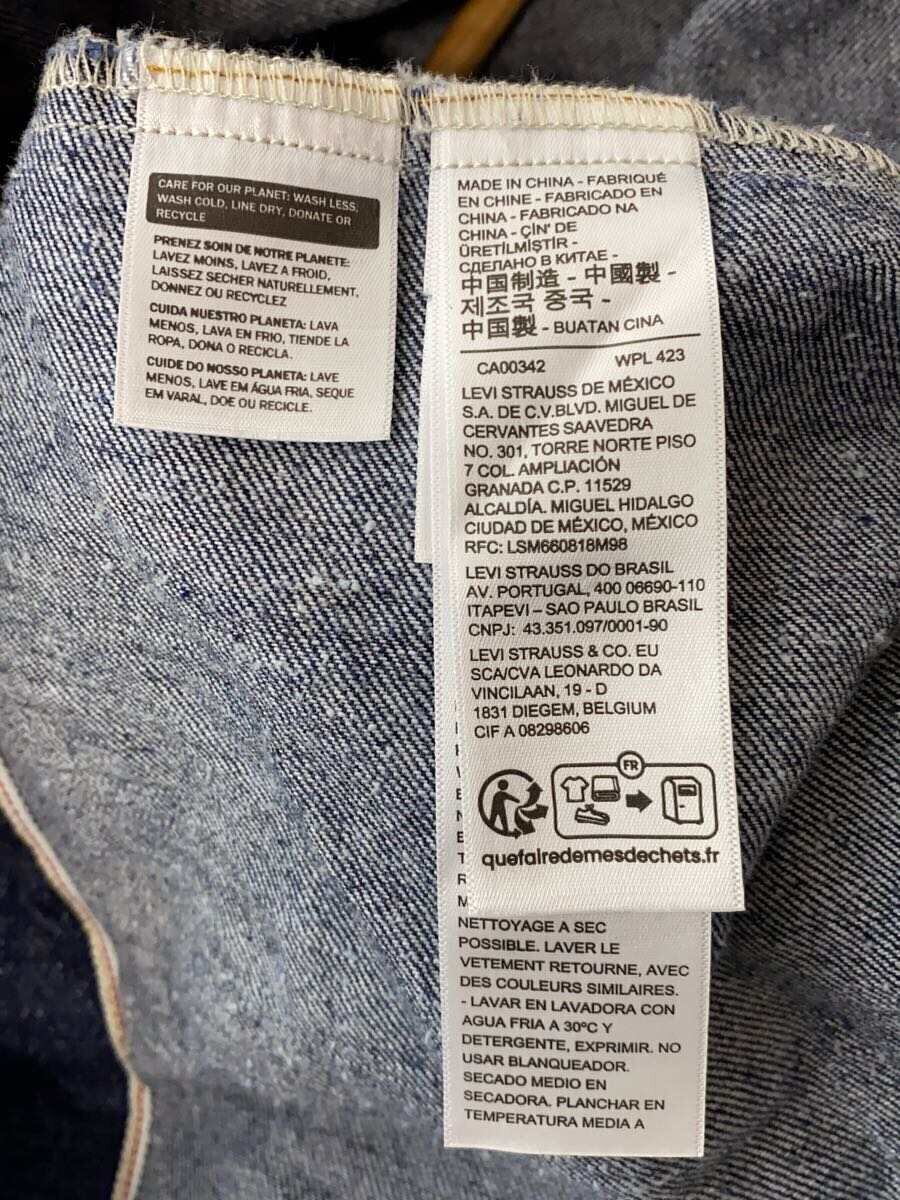 CARE FOR OUR PLANET: WASH LESS,
WASH COLD, LINE DRY, DONATE OR
RECYCLE
PRENEZ SOIN DE NOTRE PLANETE:
LAVEZ MOINS, LAVEZ A FROID,
LAISSEZ SECHER NATURELLEMENT,
DONNEZ OU RECYCLEZ
CUIDA NUESTRO PLANETA: LAVA
MENOS, LAVA EN FRIO, TIENDE LA
ROPA, DONA O RECICLA.
CUIDE DO NOSSO PLANETA: LAVE
MENOS, LAVE EM ÁGUA FRIA, SEQUE
EM VARAL, DOE OU RECICLE.
MADE IN CHINA - FABRIQUÉ
EN CHINE - FABRICADO EN
CHINA - FABRICADO NA
CHINA - ÇİN' DE
ÜRETİLMİŞTİR -
СДЕЛАНО В КИТАЕ -
中国制造 - 中國製 -
제조국 중국 -
中国製 - BUATAN CINA
CA00342 WPL 423
LEVI STRAUSS DE MÉXICO
S.A. DE C.V.BLVD. MIGUEL DE
CERVANTES SAAVEDRA
NO. 301, TORRE NORTE PISO
7 COL. AMPLIACIÓN
GRANADA C.P. 11529
ALCALDÍA. MIGUEL HIDALGO
CIUDAD DE MÉXICO, MÉXICO
RFC: LSM660818M98
LEVI STRAUSS DO BRASIL
AV. PORTUGAL, 400 06690-110
ITAPEVI – SAO PAULO BRASIL
CNPJ: 43.351.097/0001-90
LEVI STRAUSS & CO. EU
SCA/CVA LEONARDO DA
VINCILAAN, 19 - D
1831 DIEGEM, BELGIUM
CIF A 08298606
FR
quefairedemesdechets.fr
NETTOYAGE A SEC
POSSIBLE. LAVER LE
VETEMENT RETOURNE, AVEC
DES COULEURS SIMILAIRES.
- LAVAR EN LAVADORA CON
AGUA FRIA A 30ºC Y
DETERGENTE, EXPRIMIR. NO
USAR BLANQUEADOR.
SECADO MEDIO EN
SECADORA. PLANCHAR EN
TEMPERATURA MEDIA A